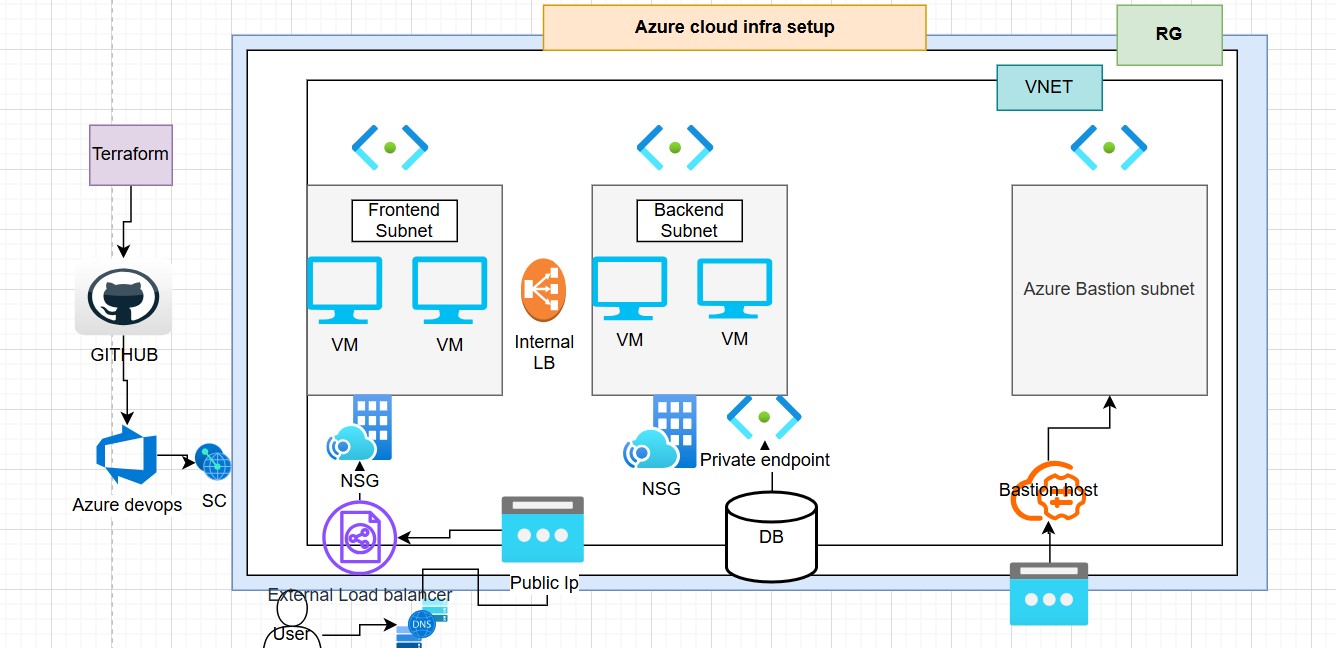 Azure cloud infra setup
RG
VNET
Terraform
Frontend
Subnet
Backend
Subnet
Azure Bastion subnet
VM
VM
Internal
LB
VM
VM
GITHUB
Azure devops
SC
NSG
NSG
Private endpoint
Bastion host
DB
Public Ip
External Load balancer
DNS
User